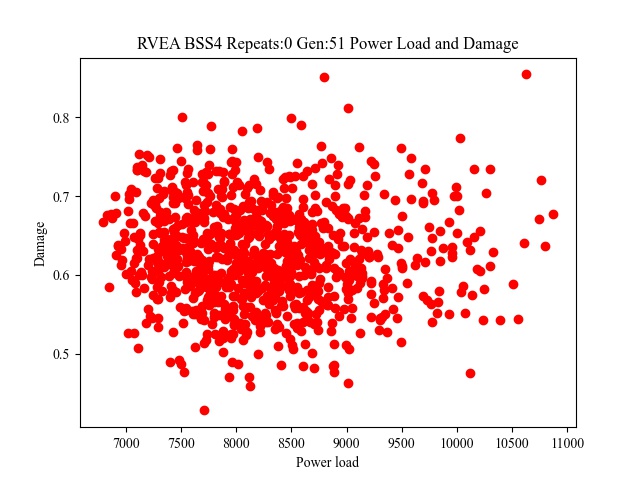 RVEA BSS4 Repeats:0 Gen:51 Power Load and Damage
0.8
0.7
0.6
0.5
Damage
7000 7500 8000 8500 9000 9500 10000 10500 11000
Power load